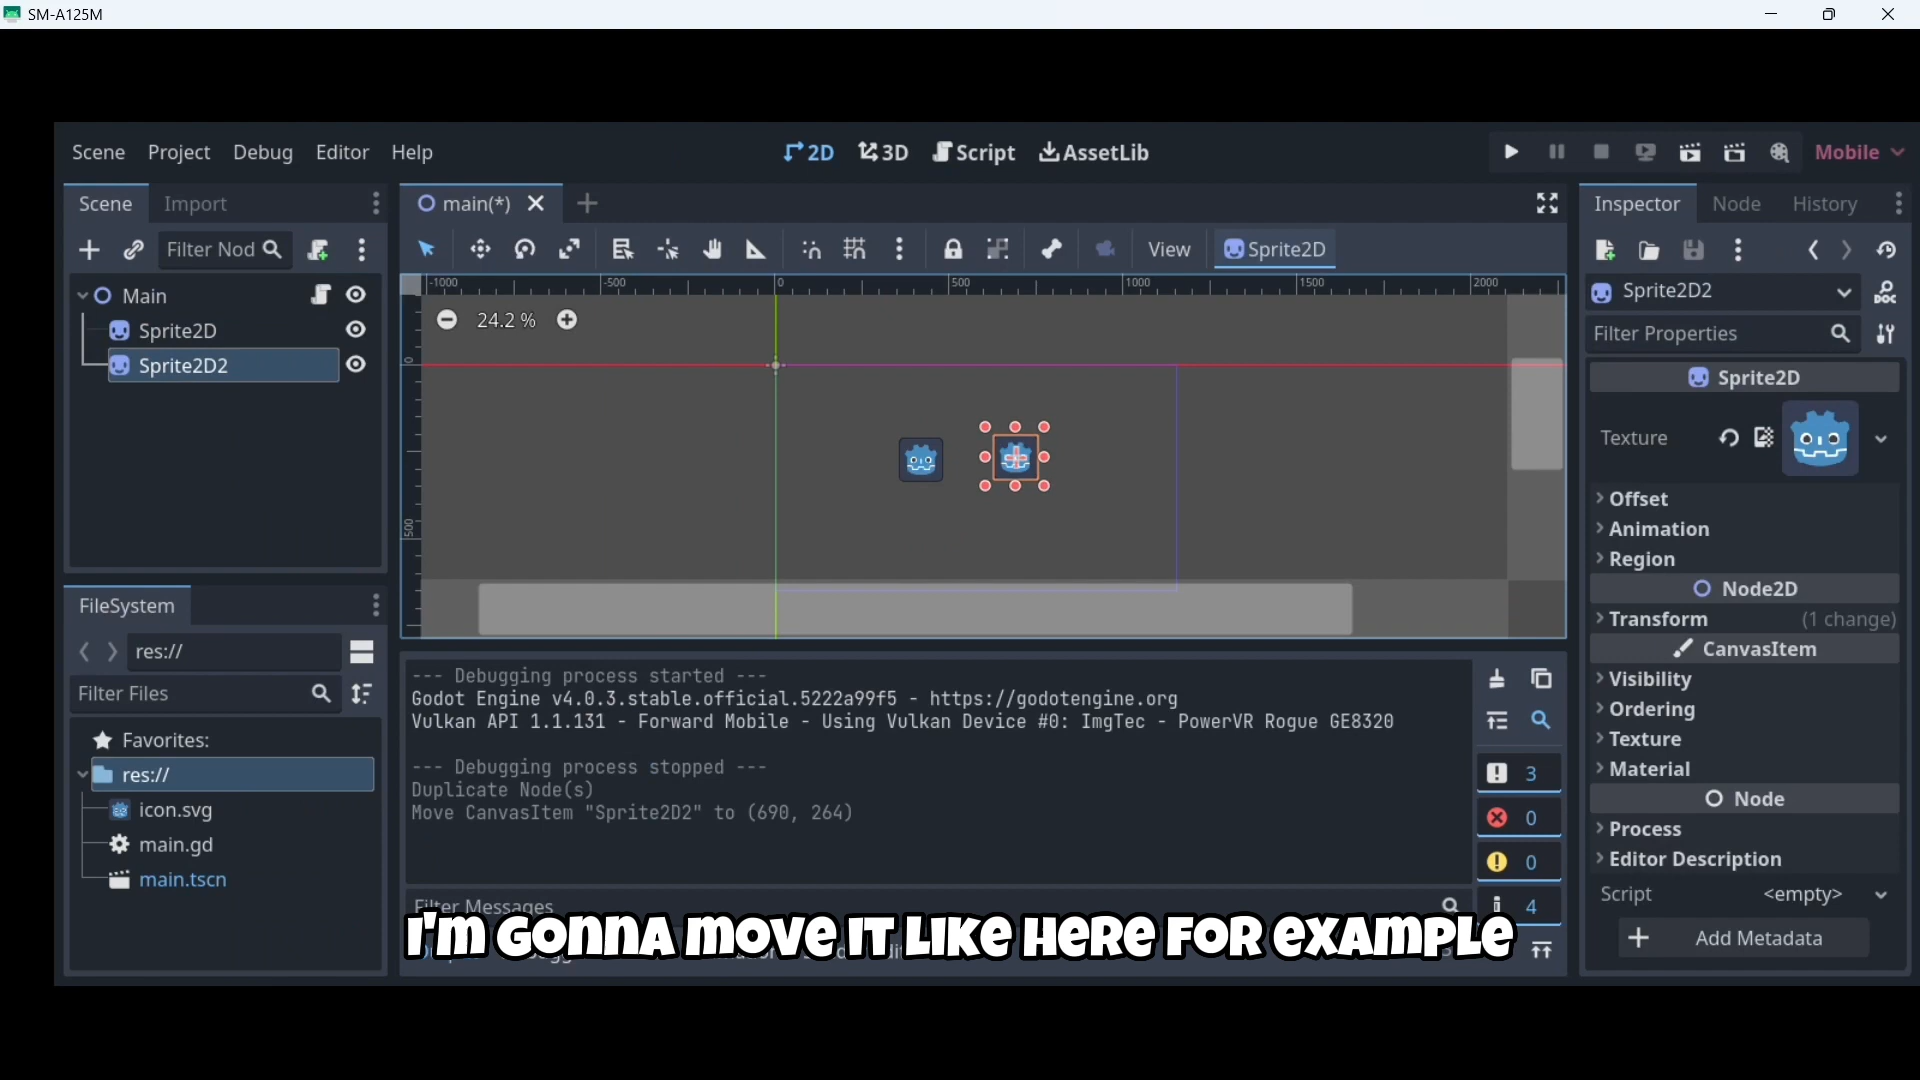 SM-A125M
Scene Project Debug Editor Help
2D 3D Script AssetLib
Mobile
Scene Import
Filter Nod
Main
Sprite2D
Sprite2D2
FileSystem
res://
Filter Files
Favorites:
res://
icon.svg
main.gd
main.tscn
main(*)
View Sprite2D
-1000 -500 0 500 1000 1500 2000
24.2 %
0
500
--- Debugging process started ---
Godot Engine v4.0.3.stable.official.5222a99f5 - https://godotengine.org
Vulkan API 1.1.131 - Forward Mobile - Using Vulkan Device #0: ImgTec - PowerVR Rogue GE8320
--- Debugging process stopped ---
Duplicate Node(s)
Move CanvasItem "Sprite2D2" to (690, 264)
3
0
0
4
Filter Messages
I'm gonna move it like here for example
Inspector Node History
Sprite2D2
DOC
Filter Properties
Sprite2D
Texture
Offset
Animation
Region
Node2D
Transform (1 change)
CanvasItem
Visibility
Ordering
Texture
Material
Node
Process
Editor Description
Script <empty>
Add Metadata